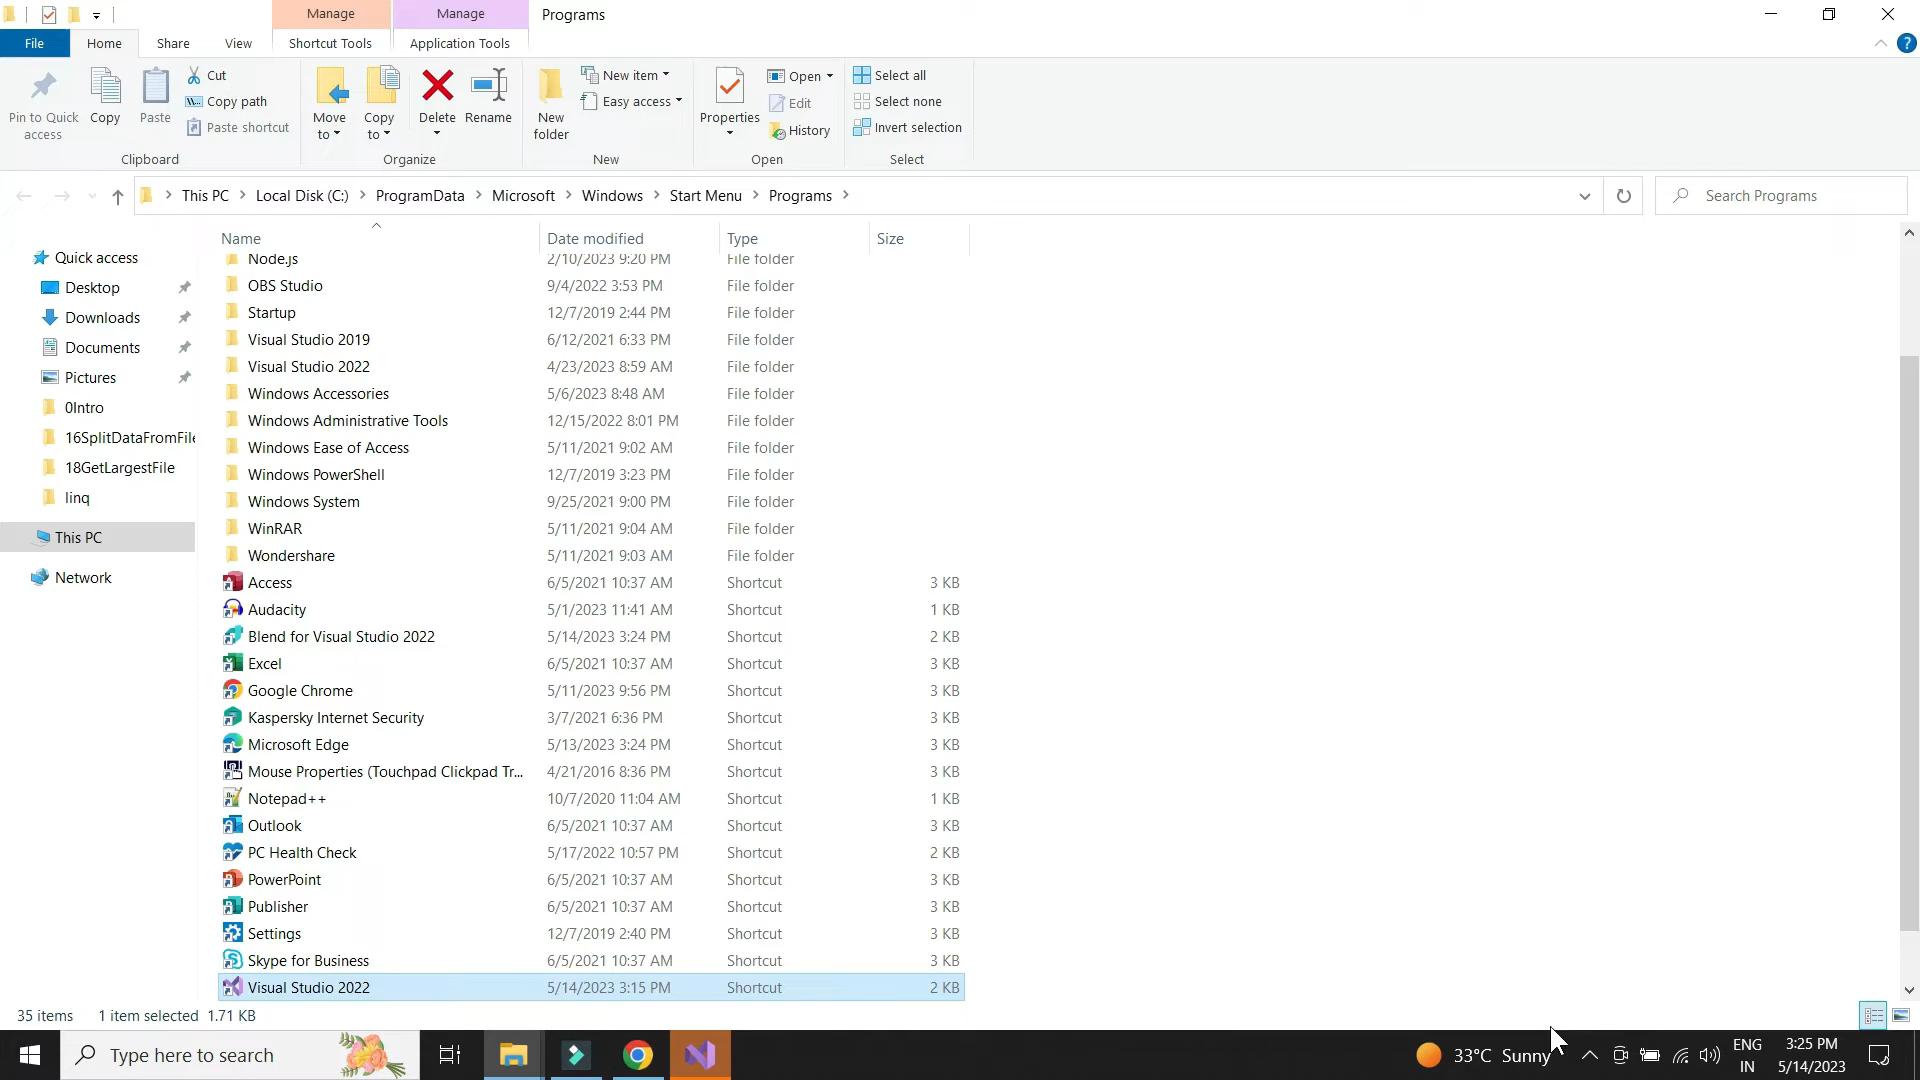 Manage
Manage
Programs
File
Home
Share
View
Shortcut Tools
Application Tools
Pin to Quick access
Copy
Paste
Cut
Copy path
Paste shortcut
Clipboard
Move to
Copy to
Delete
Rename
Organize
New folder
New item
Easy access
New
Properties
Open
Edit
History
Open
Select all
Select none
Invert selection
Select
This PC > Local Disk (C:) > ProgramData > Microsoft > Windows > Start Menu > Programs >
Search Programs
Quick access
Desktop
Downloads
Documents
Pictures
0Intro
16SplitDataFromFile
18GetLargestFile
linq
This PC
Network
Name Date modified Type Size
Node.js 2/10/2023 9:20 PM File folder
OBS Studio 9/4/2022 3:53 PM File folder
Startup 12/7/2019 2:44 PM File folder
Visual Studio 2019 6/12/2021 6:33 PM File folder
Visual Studio 2022 4/23/2023 8:59 AM File folder
Windows Accessories 5/6/2023 8:48 AM File folder
Windows Administrative Tools 12/15/2022 8:01 PM File folder
Windows Ease of Access 5/11/2021 9:02 AM File folder
Windows PowerShell 12/7/2019 3:23 PM File folder
Windows System 9/25/2021 9:00 PM File folder
WinRAR 5/11/2021 9:04 AM File folder
Wondershare 5/11/2021 9:03 AM File folder
Access 6/5/2021 10:37 AM Shortcut 3 KB
Audacity 5/1/2023 11:41 AM Shortcut 1 KB
Blend for Visual Studio 2022 5/14/2023 3:24 PM Shortcut 2 KB
Excel 6/5/2021 10:37 AM Shortcut 3 KB
Google Chrome 5/11/2023 9:56 PM Shortcut 3 KB
Kaspersky Internet Security 3/7/2021 6:36 PM Shortcut 3 KB
Microsoft Edge 5/13/2023 3:24 PM Shortcut 3 KB
Mouse Properties (Touchpad Clickpad Tr... 4/21/2016 8:36 PM Shortcut 3 KB
Notepad++ 10/7/2020 11:04 AM Shortcut 1 KB
Outlook 6/5/2021 10:37 AM Shortcut 3 KB
PC Health Check 5/17/2022 10:57 PM Shortcut 2 KB
PowerPoint 6/5/2021 10:37 AM Shortcut 3 KB
Publisher 6/5/2021 10:37 AM Shortcut 3 KB
Settings 12/7/2019 2:40 PM Shortcut 3 KB
Skype for Business 6/5/2021 10:37 AM Shortcut 3 KB
Visual Studio 2022 5/14/2023 3:15 PM Shortcut 2 KB
35 items 1 item selected 1.71 KB
Type here to search
33°C Sunny
ENG
IN
3:25 PM
5/14/2023